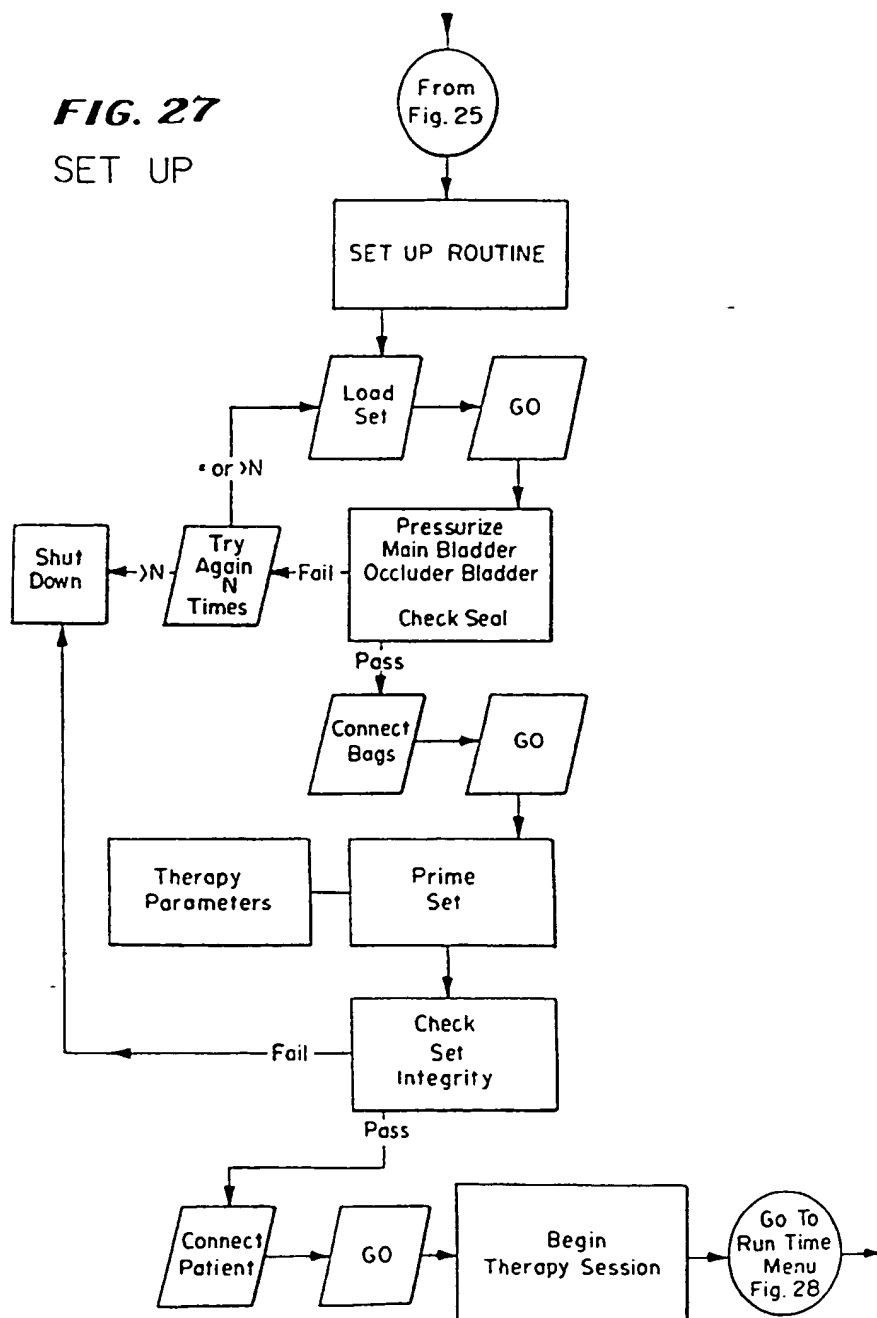 From
Fig. 25
FIG. 27
SET UP
SET UP ROUTINE
Load
Set
GO
= or >N
Pressurize
Main Bladder
Occluder Bladder
Check Seal
Fail
Try
Again
N
Times
>N
Shut
Down
Pass
Connect
Bags
GO
Therapy
Parameters
Prime
Set
Check
Set
Integrity
Fail
Pass
Connect
Patient
GO
Begin
Therapy Session
Go To
Run Time
Menu
Fig. 28